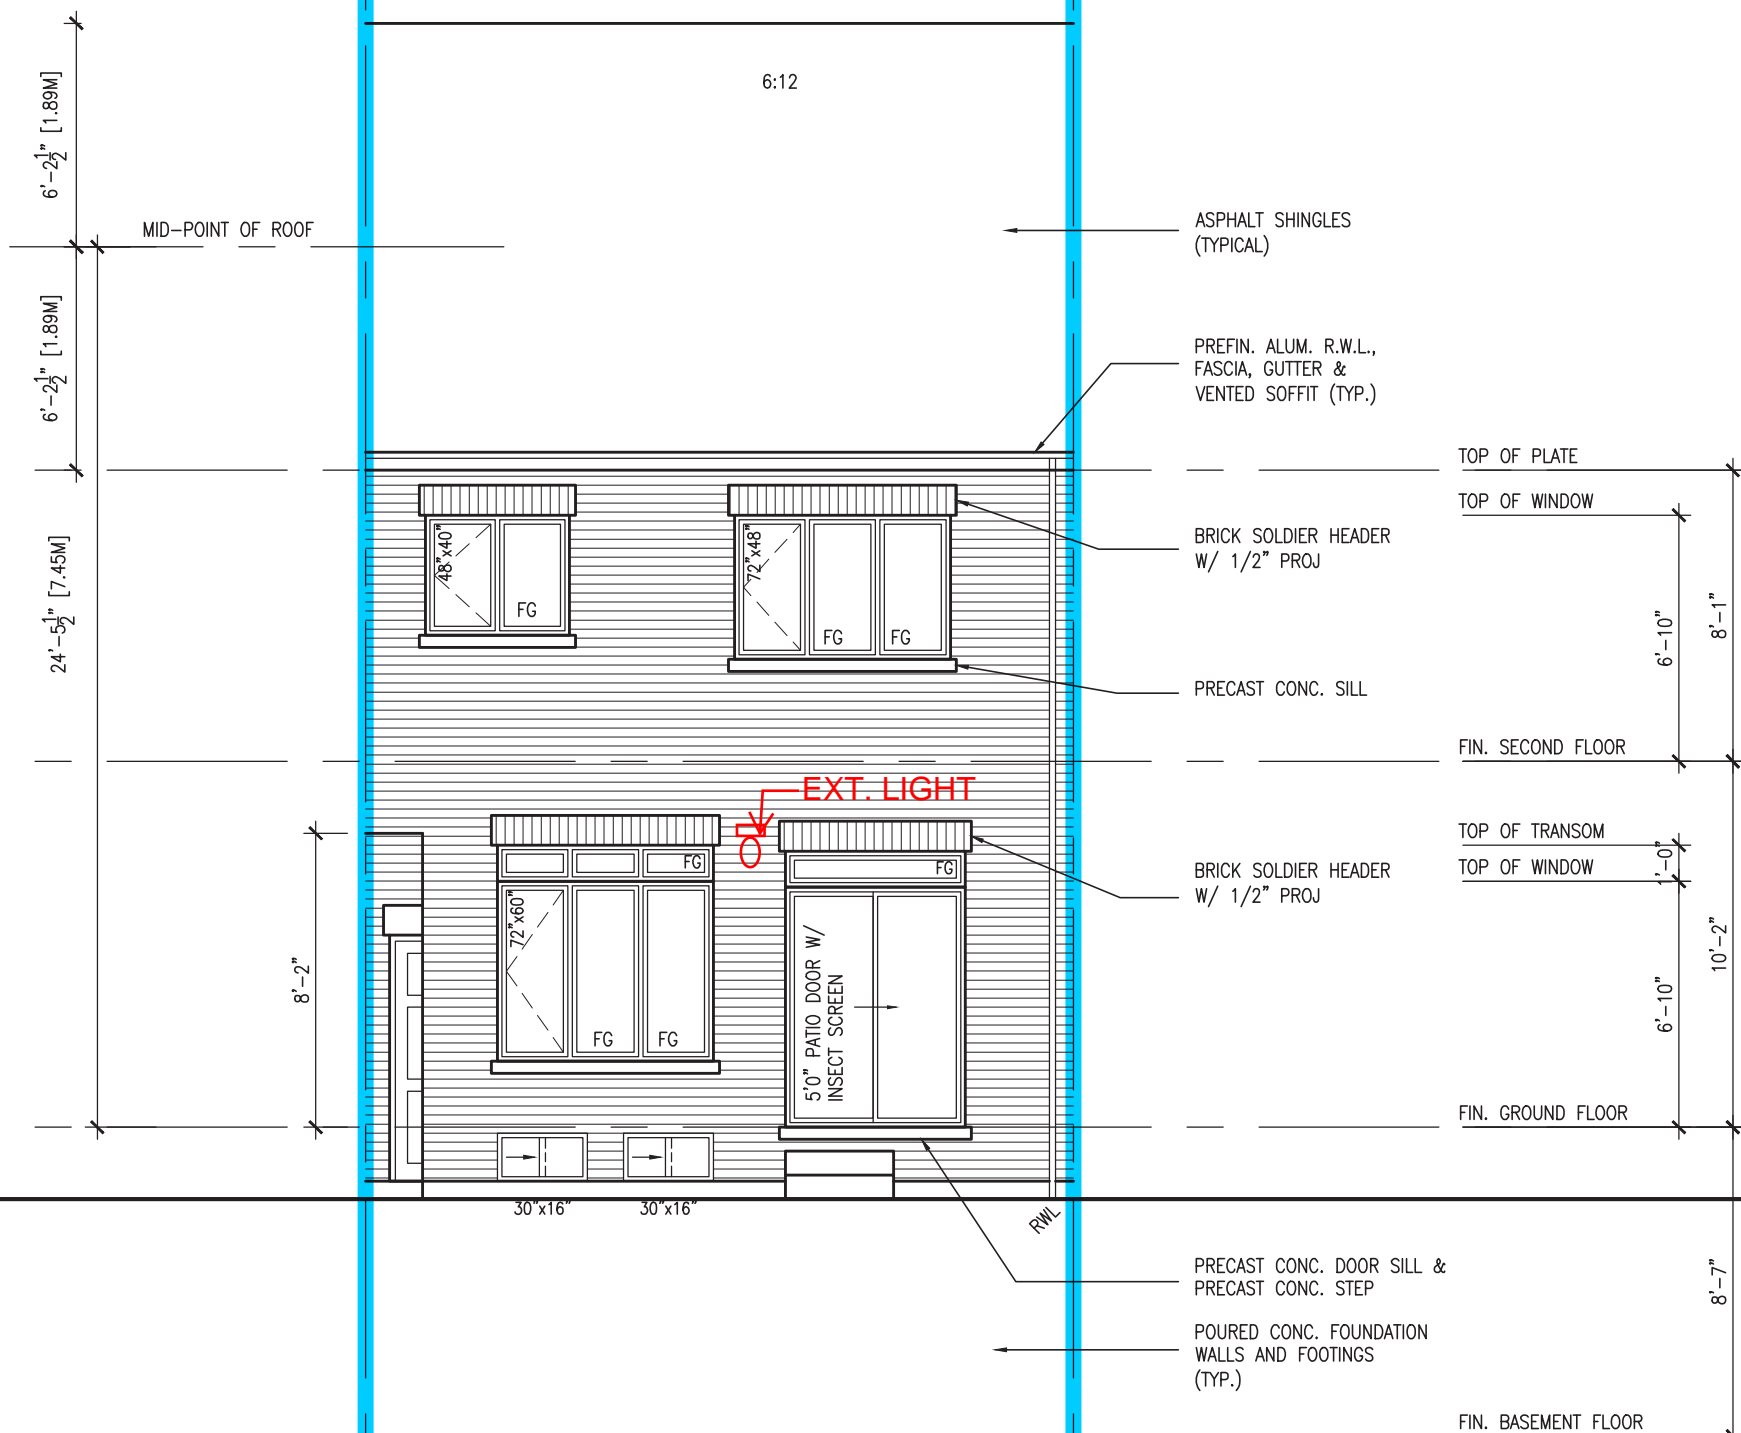 6:12
6'-2 1/2" [1.89M]
MID-POINT OF ROOF
ASPHALT SHINGLES
(TYPICAL)
6'-2 1/2" [1.89M]
PREFIN. ALUM. R.W.L.,
FASCIA, GUTTER &
VENTED SOFFIT (TYP.)
TOP OF PLATE
TOP OF WINDOW
48"x40"
FG
72"x48"
FG
FG
BRICK SOLDIER HEADER
W/ 1/2" PROJ
24'-5 1/2" [7.45M]
6'-10"
8'-1"
PRECAST CONC. SILL
FIN. SECOND FLOOR
EXT. LIGHT
TOP OF TRANSOM
TOP OF WINDOW
1'-0"
FG
FG
BRICK SOLDIER HEADER
W/ 1/2" PROJ
72"x60"
FG
FG
5'0" PATIO DOOR W/
INSECT SCREEN
8'-2"
6'-10"
10'-2"
FIN. GROUND FLOOR
30"x16"
30"x16"
RWL
PRECAST CONC. DOOR SILL &
PRECAST CONC. STEP
8'-7"
POURED CONC. FOUNDATION
WALLS AND FOOTINGS
(TYP.)
FIN. BASEMENT FLOOR